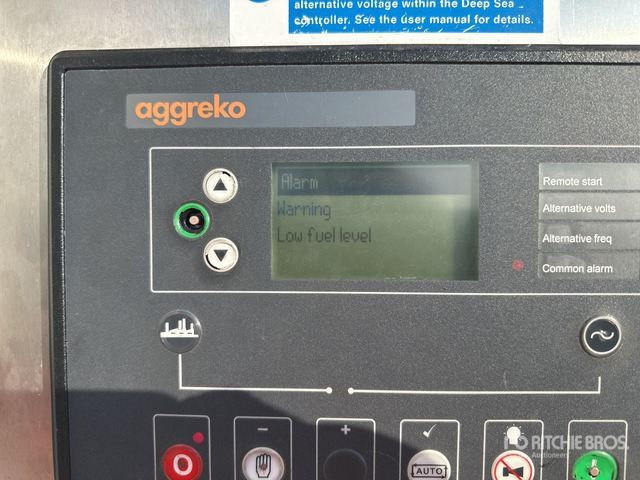 alternative voltage within the Deep Sea
controller. See the user manual for details.
aggreko
Alarm
Warning
Low fuel level
Remote start
Alternative volts
Alternative freq
Common alarm
AUTO
RITCHIE BROS.
Auctioneers